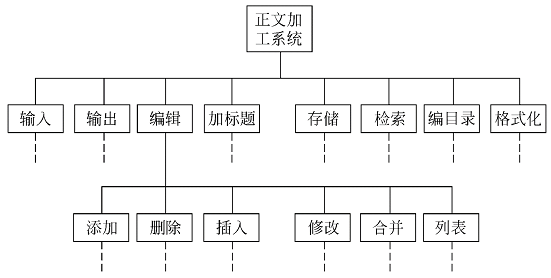 正文加
工系统
输入 输出 编辑 加标题 存储 检索 编目录 格式化
添加 删除 插入 修改 合并 列表